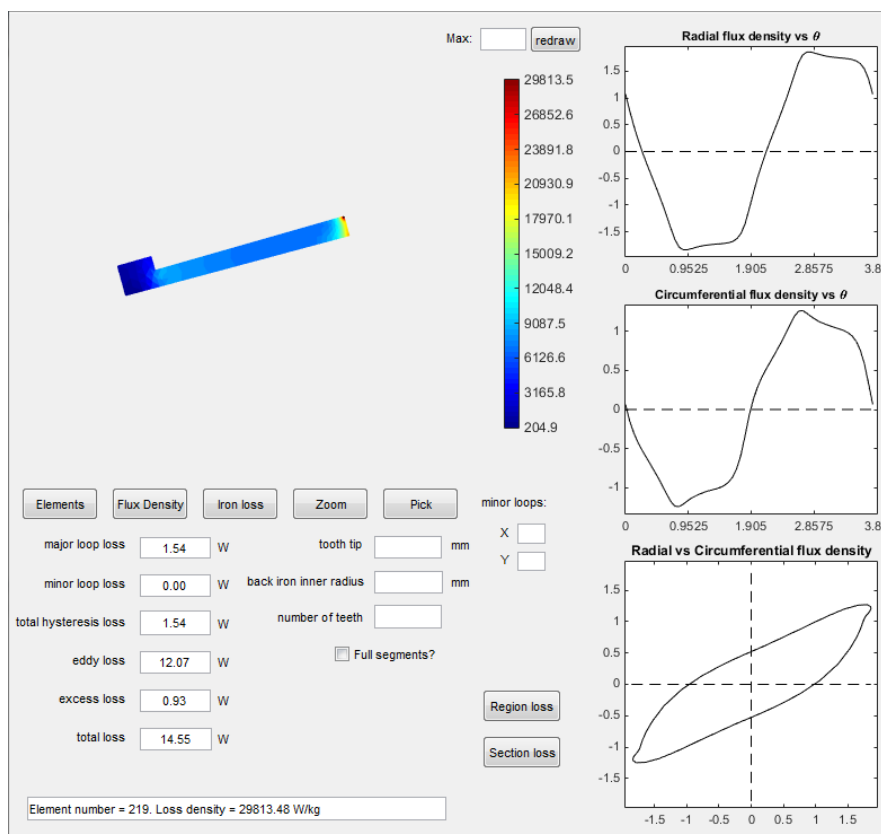 Max:
redraw
29813.5
26852.6
23891.8
20930.9
17970.1
15009.2
12048.4
9087.5
6126.6
3165.8
204.9
Radial flux density vs θ
1.5
1
0.5
0
-0.5
-1
-1.5
0 0.9525 1.905 2.8575 3.8
Circumferential flux density vs θ
1
0.5
0
-0.5
-1
0 0.9525 1.905 2.8575 3.8
Radial vs Circumferential flux density
1.5
1
0.5
0
-0.5
-1
-1.5
-1.5 -1 -0.5 0 0.5 1 1.5
Elements Flux Density Iron loss Zoom Pick
minor loops:
X
Y
major loop loss 1.54 W
minor loop loss 0.00 W
total hysteresis loss 1.54 W
eddy loss 12.07 W
excess loss 0.93 W
total loss 14.55 W
tooth tip mm
back iron inner radius mm
number of teeth
Full segments?
Region loss
Section loss
Element number = 219. Loss density = 29813.48 W/kg